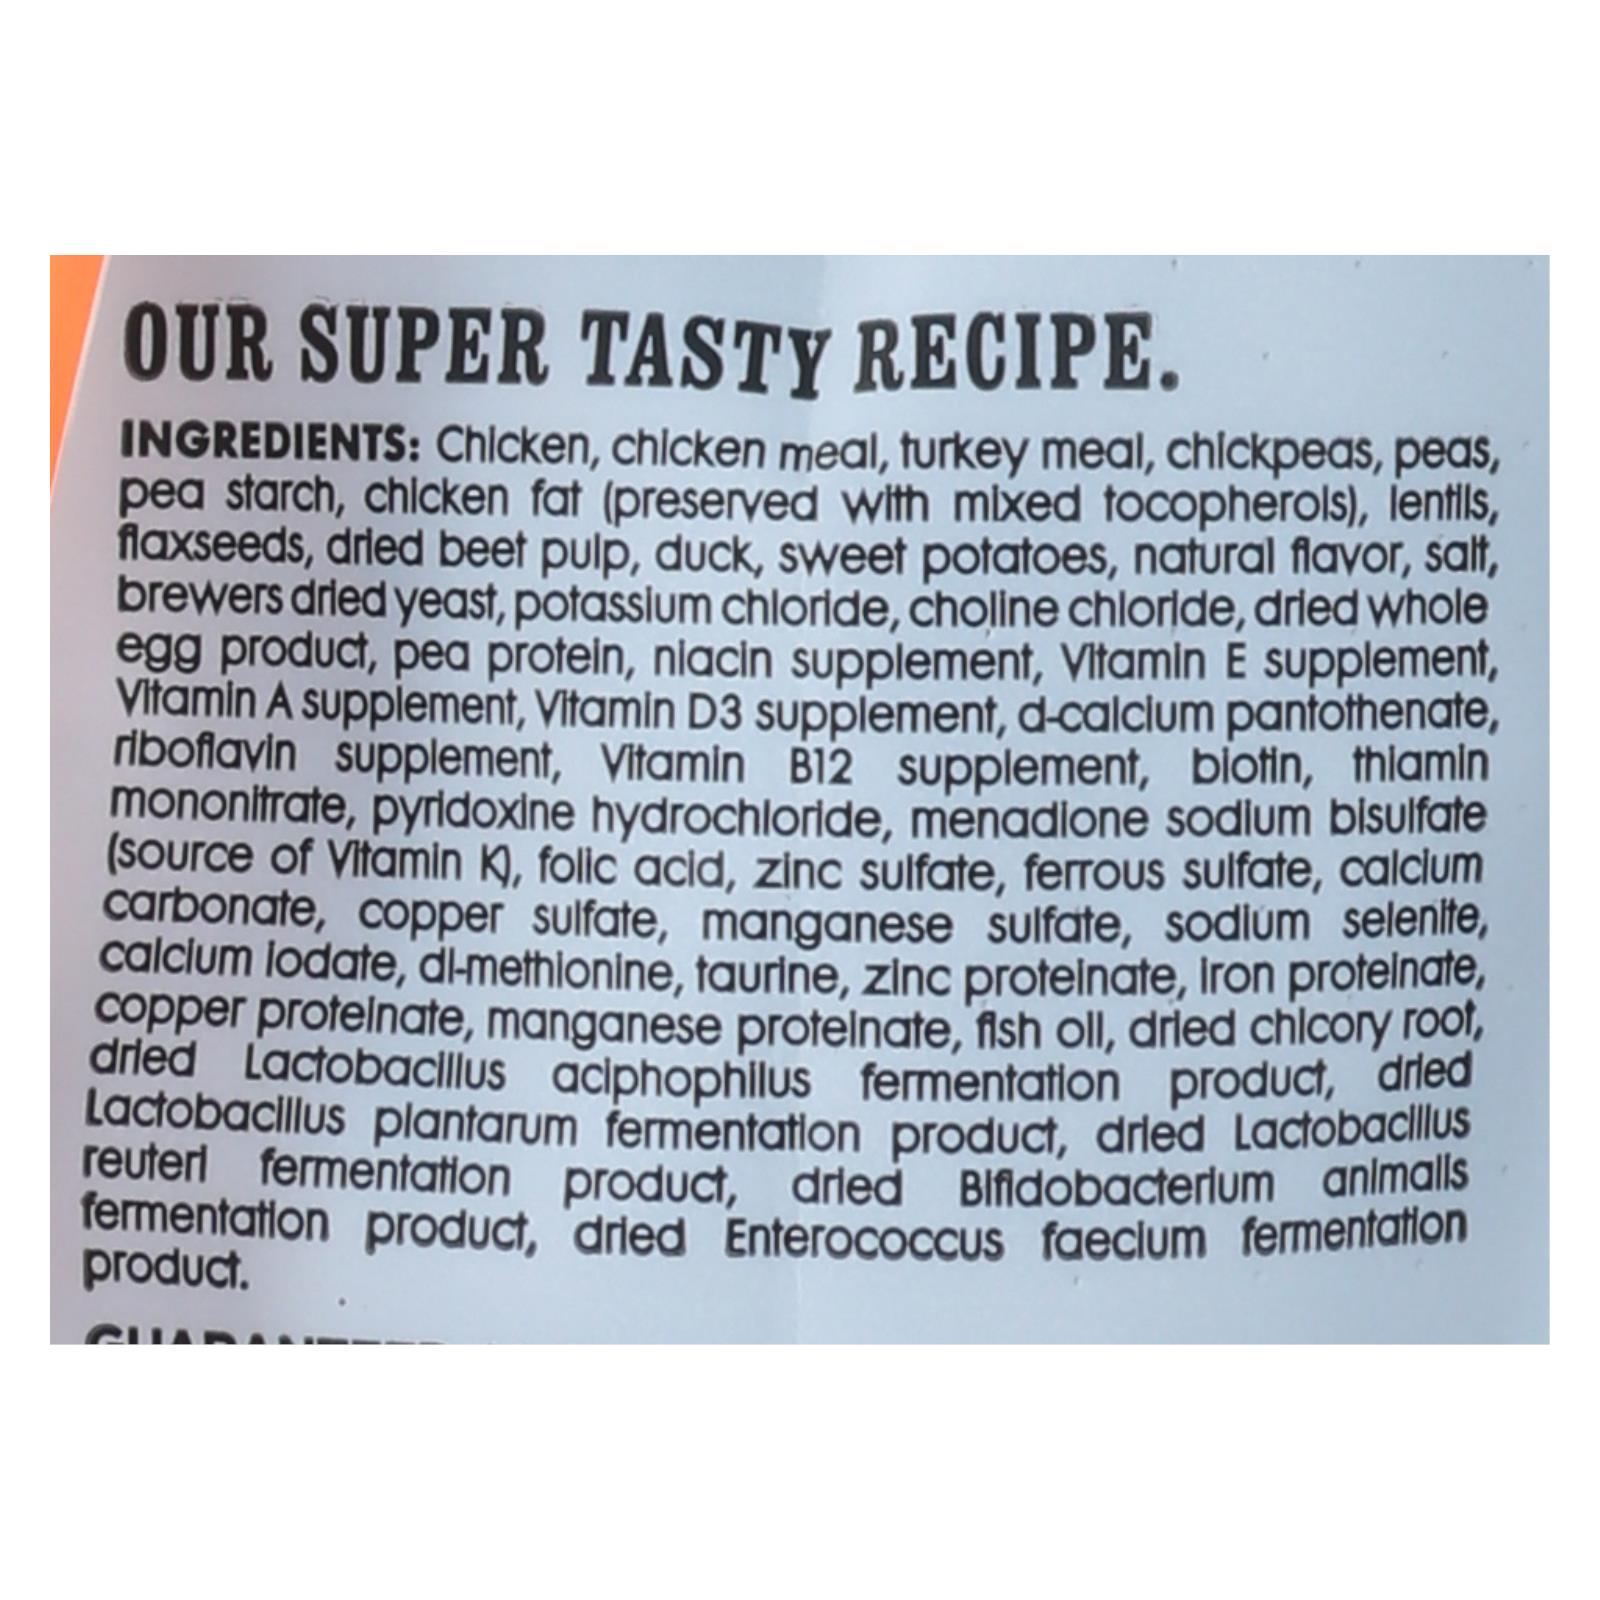 OUR SUPER TASTY RECIPE.
INGREDIENTS: Chicken, chicken meal, turkey meal, chickpeas, peas,
pea starch, chicken fat (preserved with mixed tocopherols), lentils,
flaxseeds, dried beet pulp, duck, sweet potatoes, natural flavor, salt,
brewers dried yeast, potassium chloride, choline chloride, dried whole
egg product, pea protein, niacin supplement, Vitamin E supplement,
Vitamin A supplement, Vitamin D3 supplement, d-calcium pantothenate,
riboflavin supplement, Vitamin B12 supplement, biotin, thiamin
mononitrate, pyridoxine hydrochloride, menadione sodium bisulfate
(source of Vitamin K), folic acid, zinc sulfate, ferrous sulfate, calcium
carbonate, copper sulfate, manganese sulfate, sodium selenite,
calcium iodate, dl-methionine, taurine, zinc proteinate, iron proteinate,
copper proteinate, manganese proteinate, fish oil, dried chicory root,
dried Lactobacillus aciphophilus fermentation product, dried
Lactobacillus plantarum fermentation product, dried Lactobacillus
reuteri fermentation product, dried Bifidobacterium animalis
fermentation product, dried Enterococcus faecium fermentation
product.